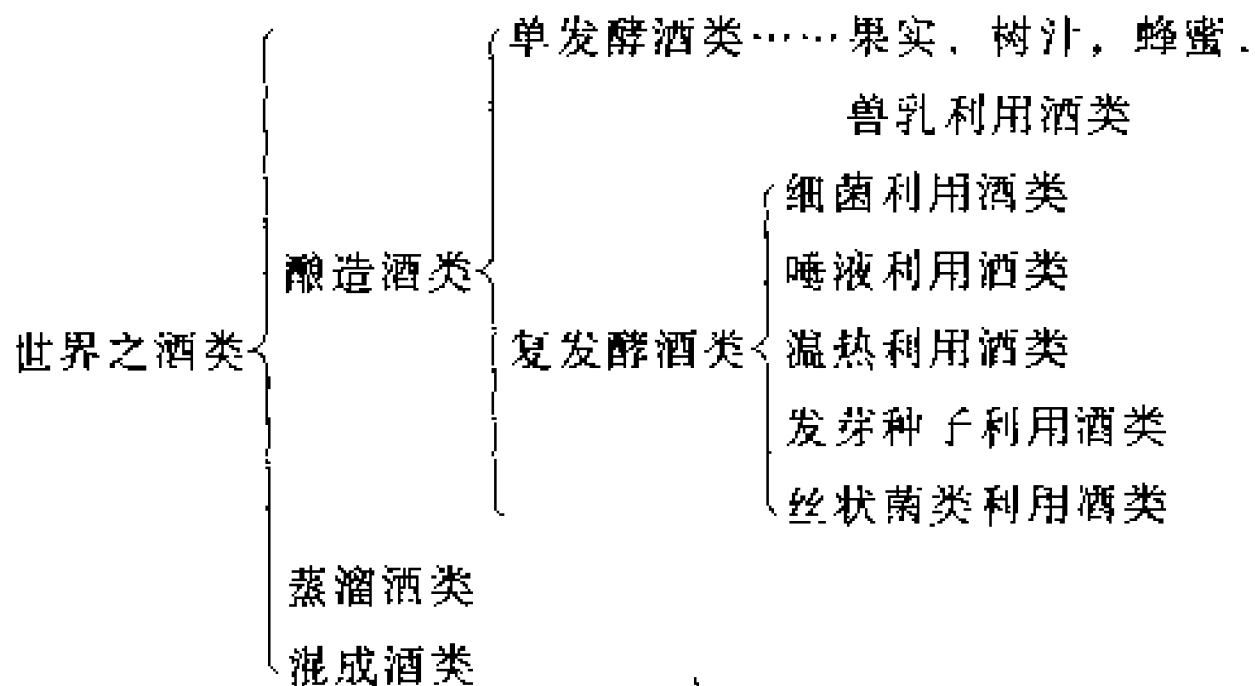 单发酵酒类……果实、树汁，蜂蜜、
兽乳利用酒类
细菌利用酒类
酿造酒类
唾液利用酒类
世界之酒类
复发酵酒类
温热利用酒类
发芽种子利用酒类
丝状菌类利用酒类
蒸溜酒类
混成酒类